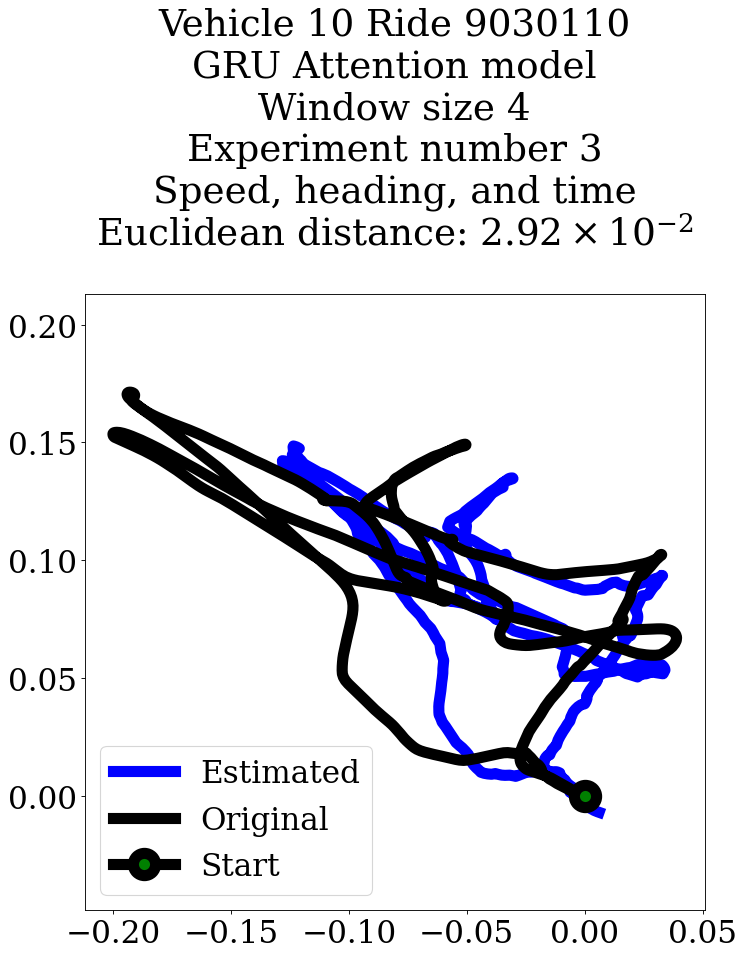 Vehicle 10 Ride 9030110
GRU Attention model
Window size 4
Experiment number 3
Speed, heading, and time
Euclidean distance: 2.92 × 10⁻²
0.20
0.15
0.10
0.05
0.00
Estimated
Original
Start
−0.20 −0.15 −0.10 −0.05 0.00 0.05